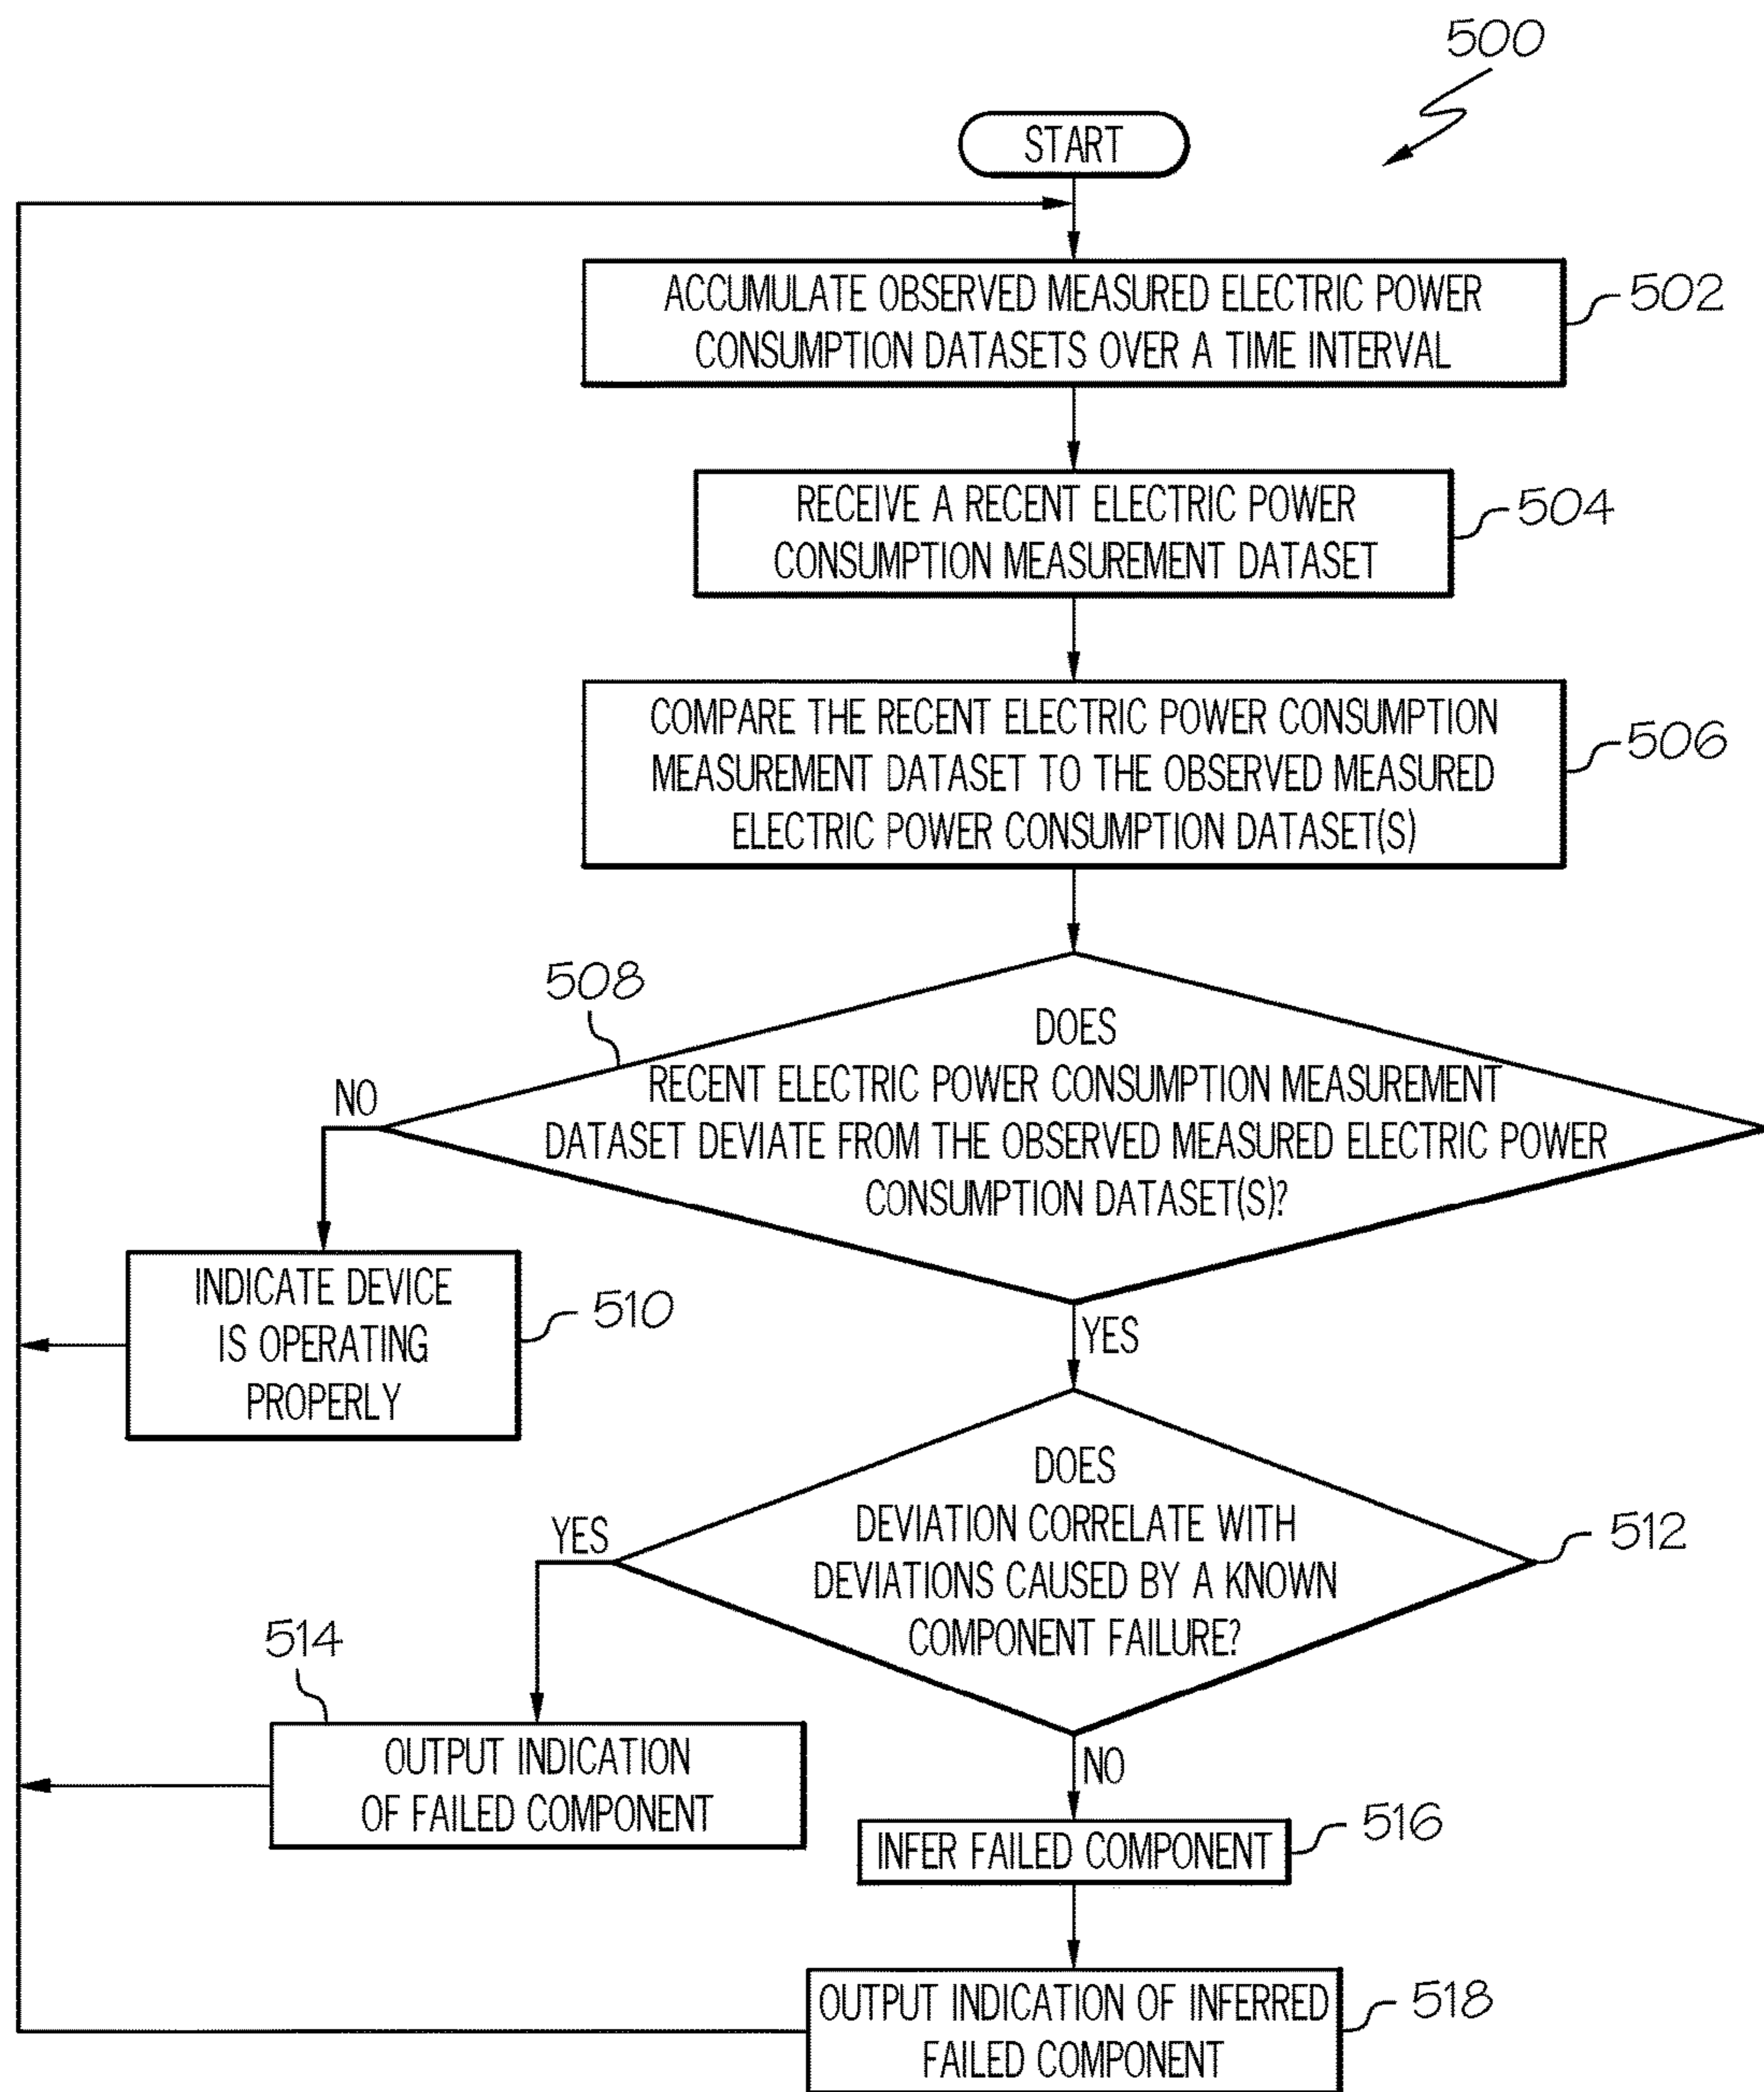 500
START
ACCUMULATE OBSERVED MEASURED ELECTRIC POWER
CONSUMPTION DATASETS OVER A TIME INTERVAL
502
RECEIVE A RECENT ELECTRIC POWER
CONSUMPTION MEASUREMENT DATASET
504
COMPARE THE RECENT ELECTRIC POWER CONSUMPTION
MEASUREMENT DATASET TO THE OBSERVED MEASURED
ELECTRIC POWER CONSUMPTION DATASET(S)
506
508
DOES
RECENT ELECTRIC POWER CONSUMPTION MEASUREMENT
DATASET DEVIATE FROM THE OBSERVED MEASURED ELECTRIC POWER
CONSUMPTION DATASET(S)?
NO
INDICATE DEVICE
IS OPERATING
PROPERLY
510
YES
DOES
DEVIATION CORRELATE WITH
DEVIATIONS CAUSED BY A KNOWN
COMPONENT FAILURE?
512
YES
514
OUTPUT INDICATION
OF FAILED COMPONENT
NO
INFER FAILED COMPONENT
516
OUTPUT INDICATION OF INFERRED
FAILED COMPONENT
518